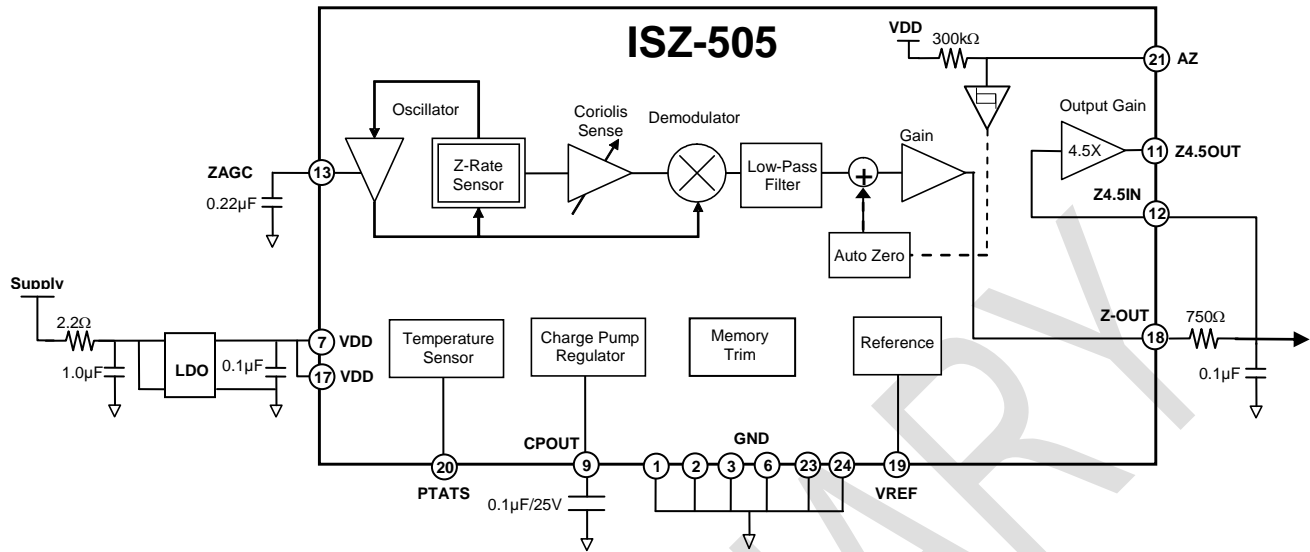 ISZ-505
VDD
300kΩ
21
AZ
Oscillator
Coriolis
Sense
Demodulator
Gain
Output Gain
4.5X
11
Z4.5OUT
ZAGC
13
Z-Rate
Sensor
Low-Pass
Filter
+
0.22µF
Z4.5IN
12
Auto Zero
Supply
2.2Ω
1.0µF
LDO
0.1µF
7
VDD
17
VDD
Temperature
Sensor
Charge Pump
Regulator
Memory
Trim
Reference
Z-OUT
18
750Ω
0.1µF
CPOUT
GND
20
9
1
2
3
6
23
24
19
PTATS
VREF
0.1µF/25V